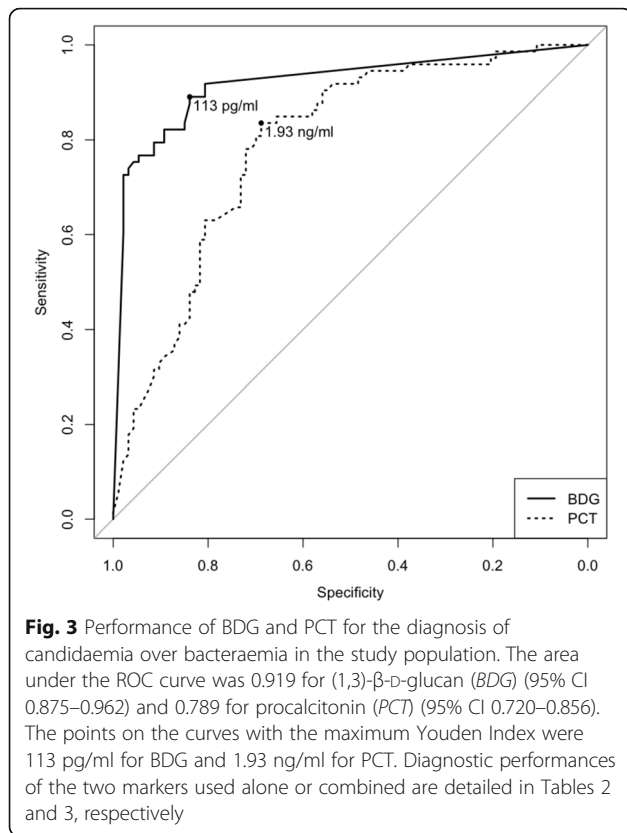 1.0
0.8
0.6
0.4
0.2
0.0
Sensitivity
113 pg/ml
1.93 ng/ml
BDG
PCT
1.0 0.8 0.6 0.4 0.2 0.0
Specificity
Fig. 3 Performance of BDG and PCT for the diagnosis of
candidaemia over bacteraemia in the study population. The area
under the ROC curve was 0.919 for (1,3)-β-ᴅ-glucan (BDG) (95% CI
0.875–0.962) and 0.789 for procalcitonin (PCT) (95% CI 0.720–0.856).
The points on the curves with the maximum Youden Index were
113 pg/ml for BDG and 1.93 ng/ml for PCT. Diagnostic performances
of the two markers used alone or combined are detailed in Tables 2
and 3, respectively